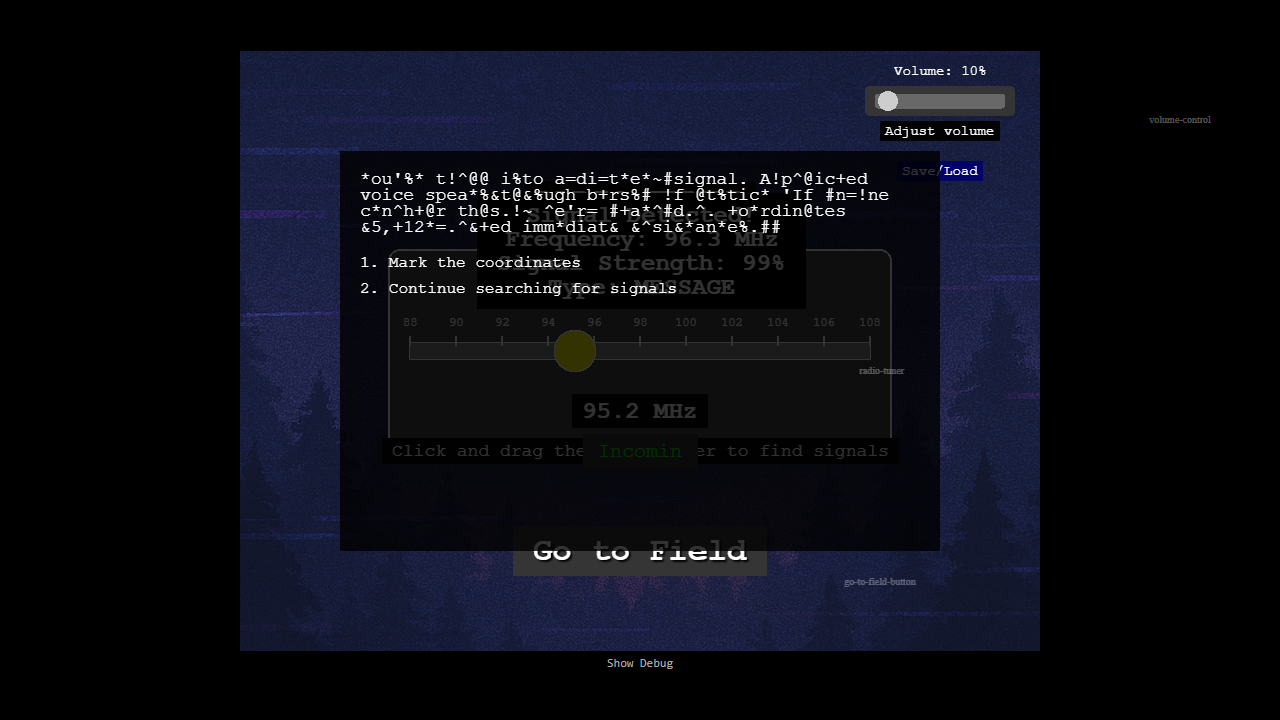 Volume: 10%
volume-control
Adjust volume
Save/Load
*ou'%* t!^@@ i%to a=di=t*e*~#signal. A!p^@ic+ed
voice spea*%&t@&%ugh b+rs%# !f @t%tic* 'If #n=!ne
c*n^h+@r th@s.!~ ^e'r= #+a*^#d.^. +o*rdin@tes
&5,+12*=.^&+ed imm*diat& &^si&*an*e%.##
Signal Detected!
Frequency: 96.3 MHz
Signal Strength: 99%
Type: MESSAGE
1. Mark the coordinates
2. Continue searching for signals
88 90 92 94 96 98 100 102 104 106 108
radio-tuner
95.2 MHz
Click and drag the Incomin er to find signals
Go to Field
go-to-field-button
Show Debug